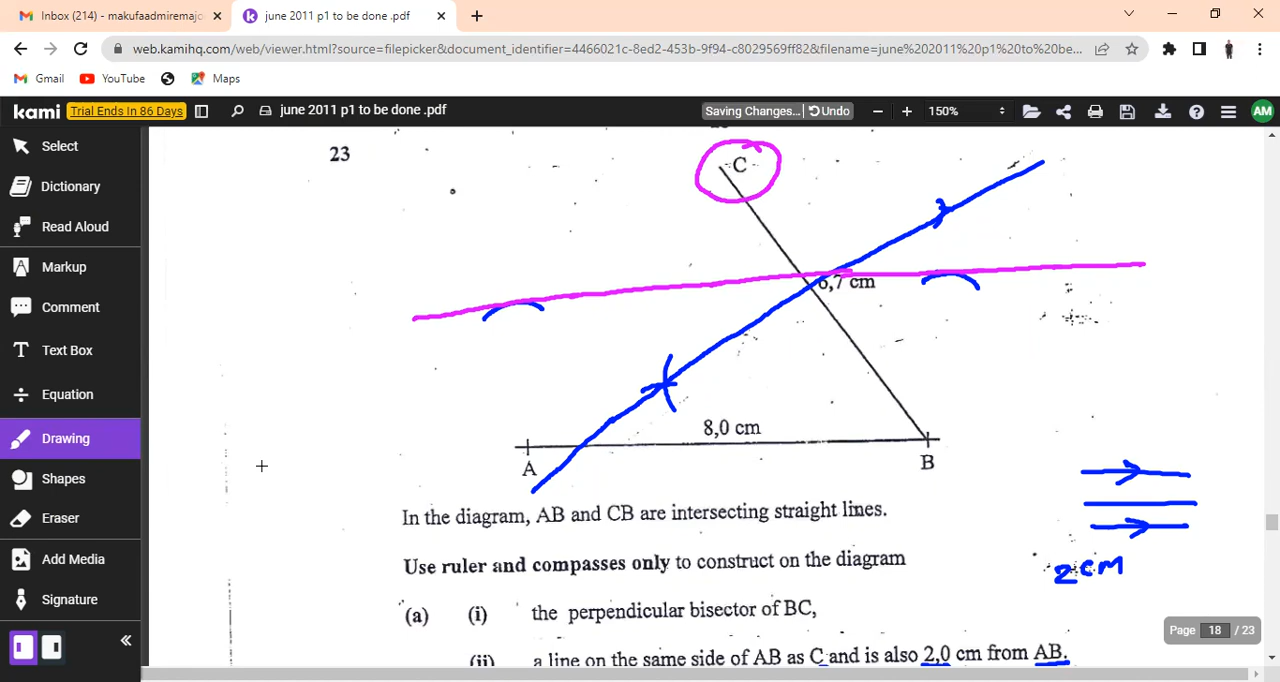 Inbox (214) - makufaadmiremajo
june 2011 p1 to be done .pdf
web.kamihq.com/web/viewer.html?source=filepicker&document_identifier=4466021c-8ed2-453b-9f94-c8029569ff82&filename=june%202011%20p1%20to%20be...
Gmail
YouTube
Maps
kami
Trial Ends In 86 Days
june 2011 p1 to be done .pdf
Saving Changes...
Undo
150%
AM
Select
Dictionary
Read Aloud
Markup
Comment
Text Box
Equation
Drawing
Shapes
Eraser
Add Media
Signature
23
C
6,7 cm
8,0 cm
A
B
2cm
In the diagram, AB and CB are intersecting straight lines.
Use ruler and compasses only to construct on the diagram
(a) (i) the perpendicular bisector of BC,
(ii) a line on the same side of AB as C and is also 2,0 cm from AB.
Page 18 / 23